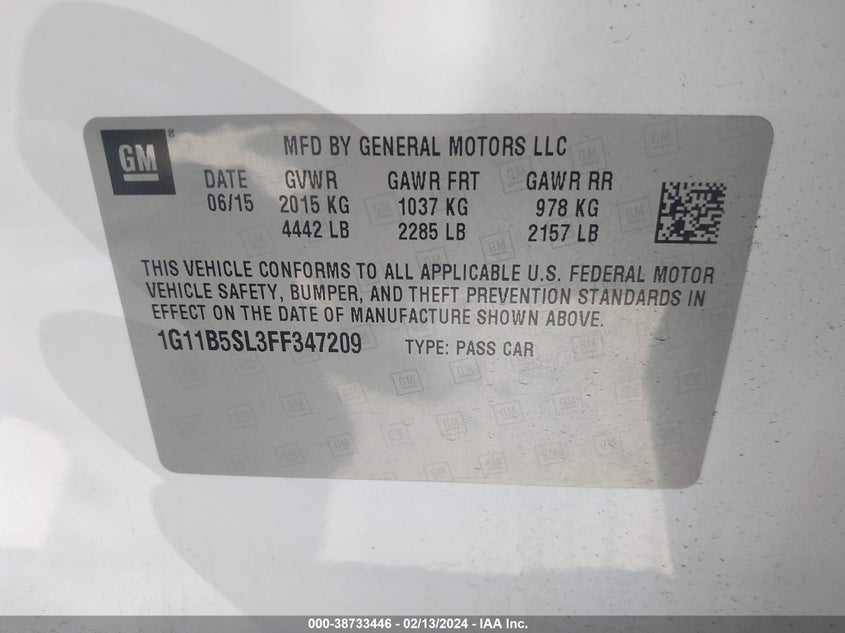 GM ® MFD BY GENERAL MOTORS LLC
DATE GVWR GAWR FRT GAWR RR
06/15 2015 KG 1037 KG 978 KG
4442 LB 2285 LB 2157 LB
THIS VEHICLE CONFORMS TO ALL APPLICABLE U.S. FEDERAL MOTOR
VEHICLE SAFETY, BUMPER, AND THEFT PREVENTION STANDARDS IN
EFFECT ON THE DATE OF MANUFACTURE SHOWN ABOVE.
1G11B5SL3FF347209 TYPE: PASS CAR
000-38733446 - 02/13/2024 - IAA Inc.